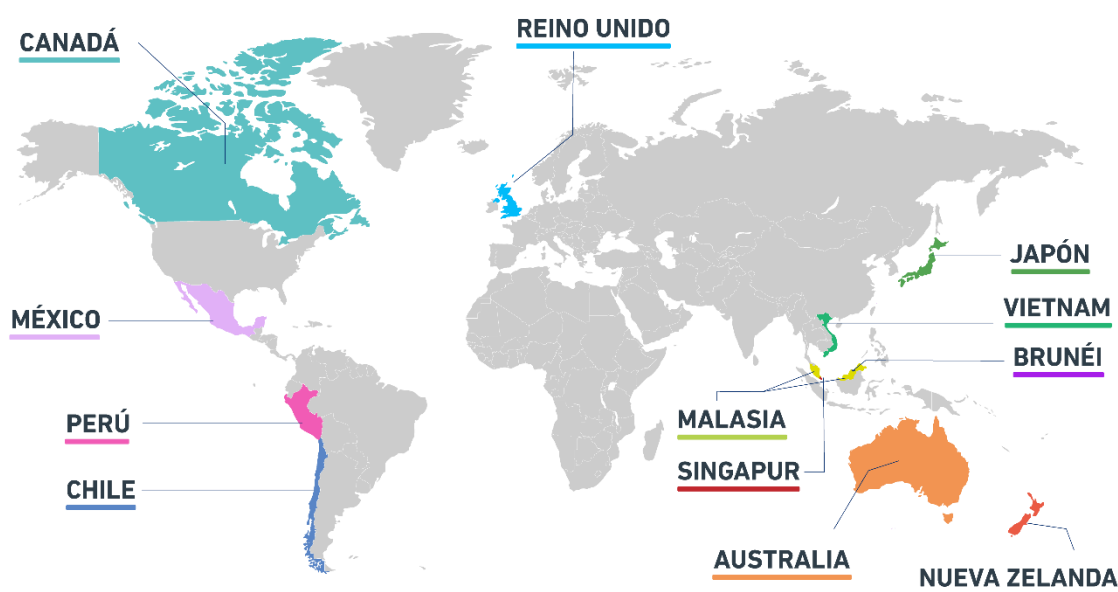 REINO UNIDO
CANADÁ
JAPÓN
VIETNAM
MÉXICO
BRUNÉI
PERÚ
MALASIA
SINGAPUR
CHILE
AUSTRALIA
NUEVA ZELANDA